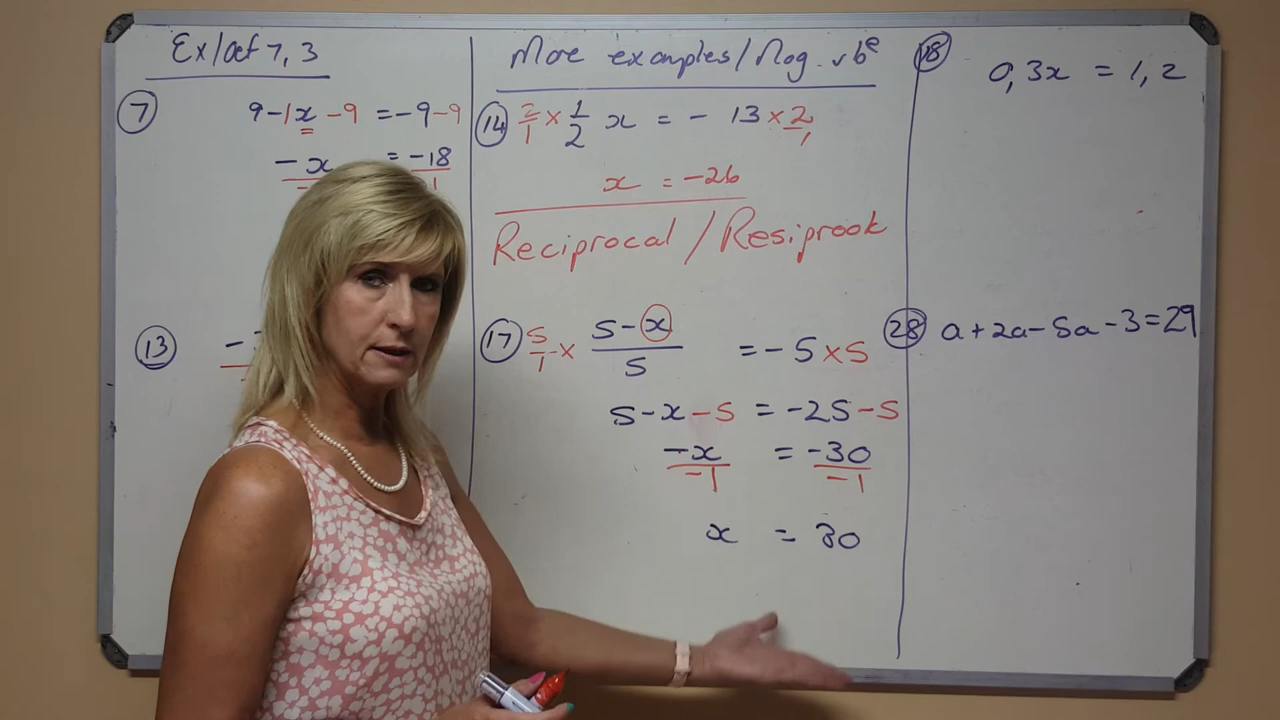 Ex/Oef 7,3
7 9-1x-9 =-9-9
-x =-18
13 -
More examples / Nog vbe
14 2/1 × 1/2 x = - 13 × 2
x = -26
Reciprocal / Resiprook
17 5/1 × (5-x)/5 = -5 × 5
5-x-5 = -25-5
-x/-1 = -30/-1
x = 30
18 0,3x = 1,2
28 a+2a-5a-3=29